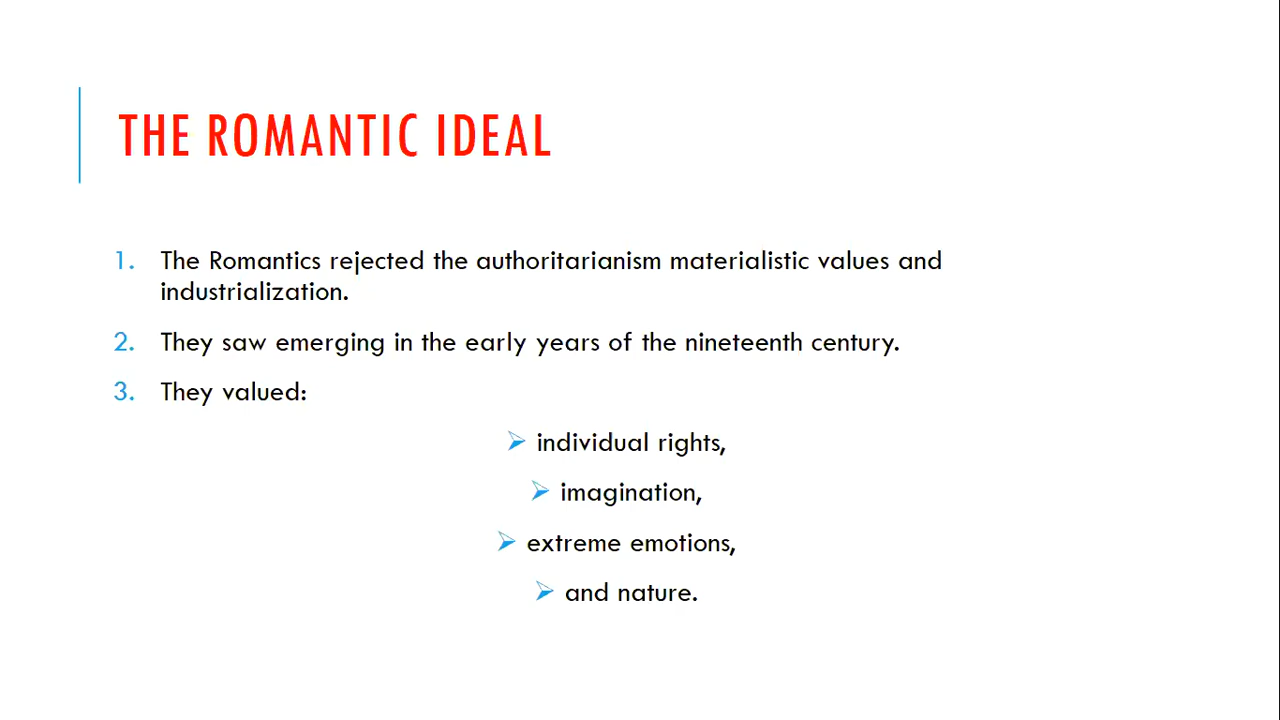 THE ROMANTIC IDEAL
1. The Romantics rejected the authoritarianism materialistic values and
industrialization.
2. They saw emerging in the early years of the nineteenth century.
3. They valued:
➢ individual rights,
➢ imagination,
➢ extreme emotions,
➢ and nature.